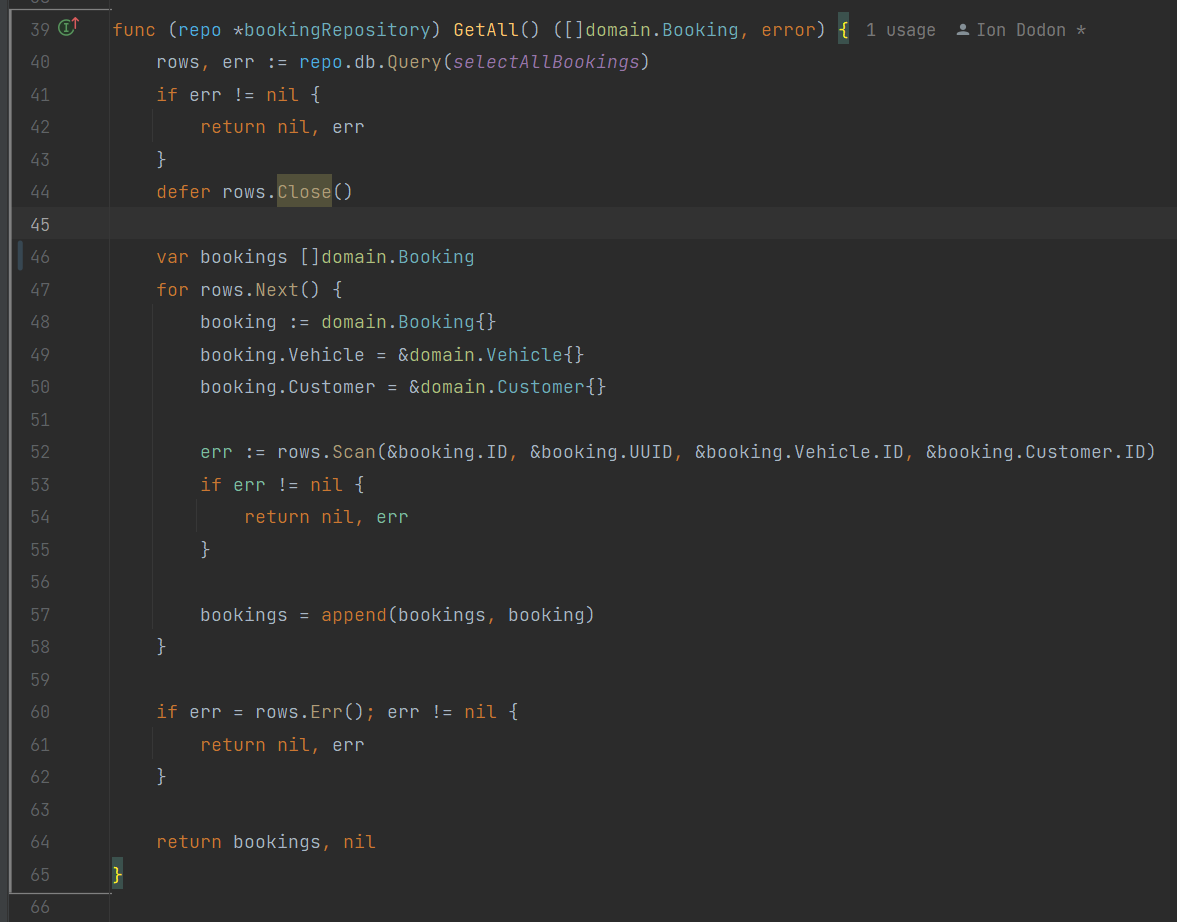 39 func (repo *bookingRepository) GetAll() ([]domain.Booking, error) { 1 usage Ion Dodon *
40 rows, err := repo.db.Query(selectAllBookings)
41 if err != nil {
42 return nil, err
43 }
44 defer rows.Close()
45
46 var bookings []domain.Booking
47 for rows.Next() {
48 booking := domain.Booking{}
49 booking.Vehicle = &domain.Vehicle{}
50 booking.Customer = &domain.Customer{}
51
52 err := rows.Scan(&booking.ID, &booking.UUID, &booking.Vehicle.ID, &booking.Customer.ID)
53 if err != nil {
54 return nil, err
55 }
56
57 bookings = append(bookings, booking)
58 }
59
60 if err = rows.Err(); err != nil {
61 return nil, err
62 }
63
64 return bookings, nil
65 }
66